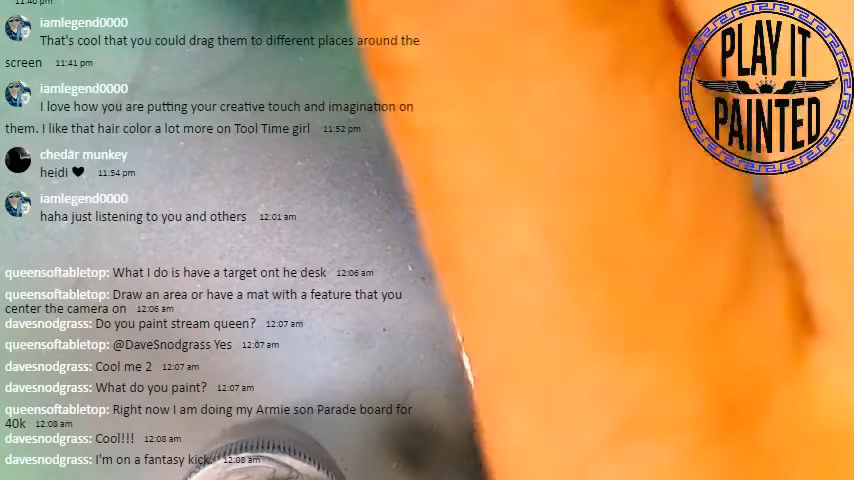 11:40 pm
iamlegend0000
That's cool that you could drag them to different places around the
screen 11:41 pm
iamlegend0000
I love how you are putting your creative touch and imagination on
them. I like that hair color a lot more on Tool Time girl 11:52 pm
chedar munkey
heidi ♥ 11:54 pm
iamlegend0000
haha just listening to you and others 12:01 am
queensoftabletop: What I do is have a target ont he desk 12:06 am
queensoftabletop: Draw an area or have a mat with a feature that you
center the camera on 12:06 am
davesnodgrass: Do you paint stream queen? 12:07 am
queensoftabletop: @DaveSnodgrass Yes 12:07 am
davesnodgrass: Cool me 2 12:07 am
davesnodgrass: What do you paint? 12:07 am
queensoftabletop: Right now I am doing my Armie son Parade board for
40k 12:08 am
davesnodgrass: Cool!!! 12:08 am
davesnodgrass: I'm on a fantasy kick. 12:08 am
PLAY IT
PAINTED